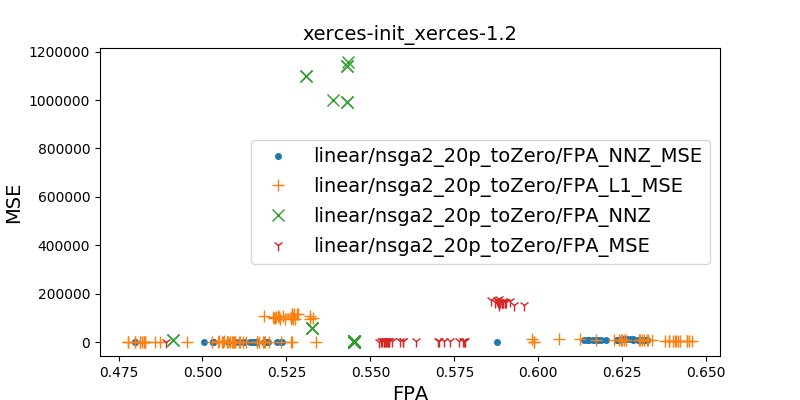 xerces-init_xerces-1.2
1200000
1000000
800000
600000
400000
200000
0
MSE
linear/nsga2_20p_toZero/FPA_NNZ_MSE
linear/nsga2_20p_toZero/FPA_L1_MSE
linear/nsga2_20p_toZero/FPA_NNZ
linear/nsga2_20p_toZero/FPA_MSE
0.475 0.500 0.525 0.550 0.575 0.600 0.625 0.650
FPA